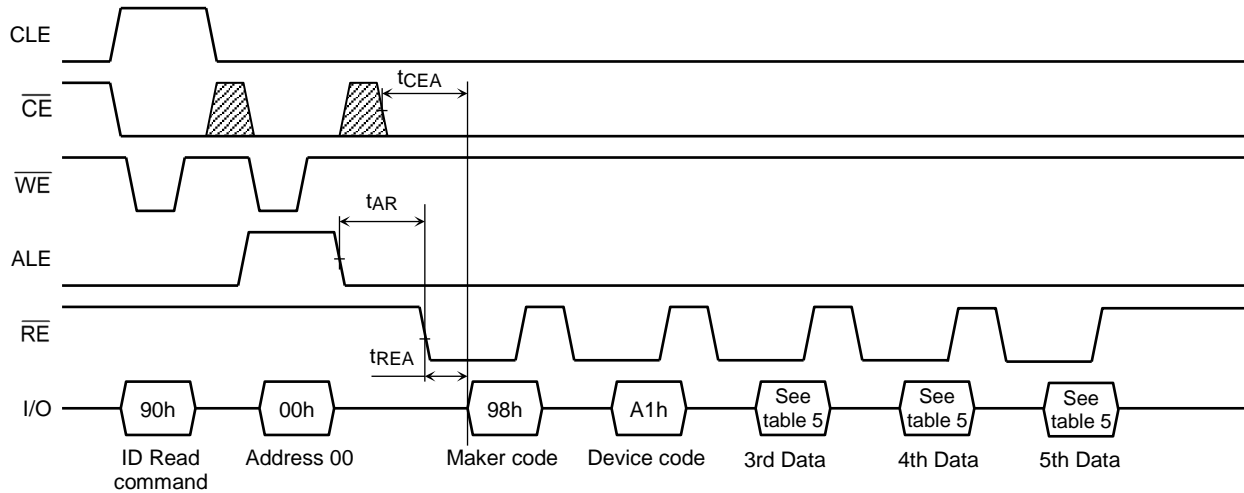 CLE
tCEA
CE
WE
tAR
ALE
RE
tREA
I/O
90h
00h
98h
A1h
See
table 5
See
table 5
See
table 5
ID Read
command
Address 00
Maker code
Device code
3rd Data
4th Data
5th Data